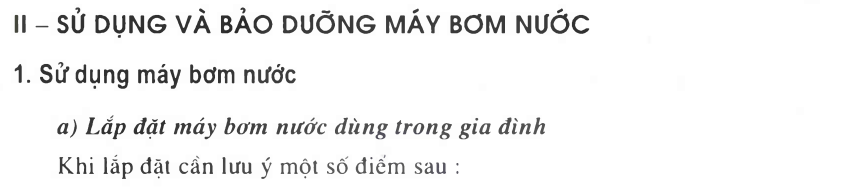 II – SỬ DỤNG VÀ BẢO DƯỠNG MÁY BƠM NƯỚC
1. Sử dụng máy bơm nước
a) Lắp đặt máy bơm nước dùng trong gia đình
Khi lắp đặt cần lưu ý một số điểm sau :